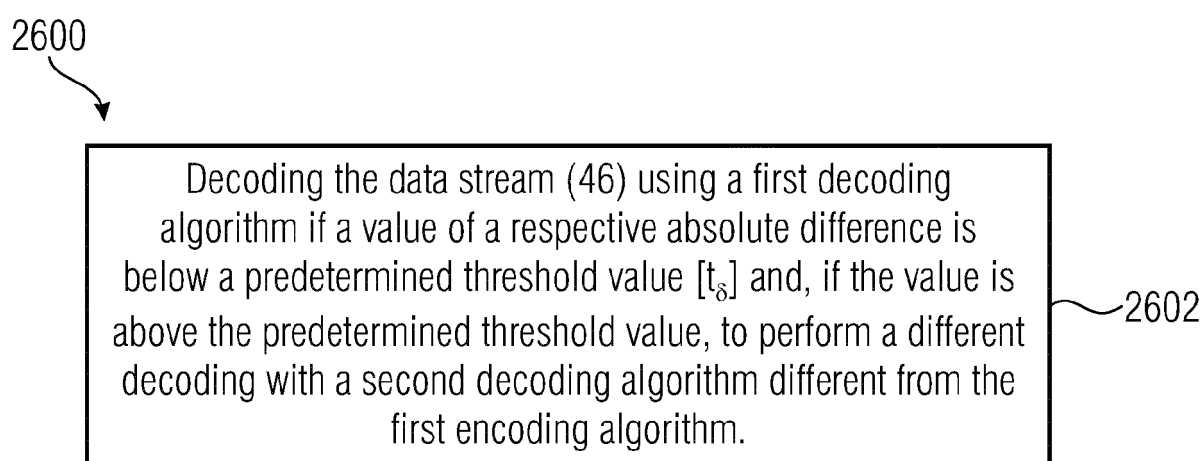 2600
Decoding the data stream (46) using a first decoding
algorithm if a value of a respective absolute difference is
below a predetermined threshold value [tδ] and, if the value is
above the predetermined threshold value, to perform a different
decoding with a second decoding algorithm different from the
first encoding algorithm.
2602